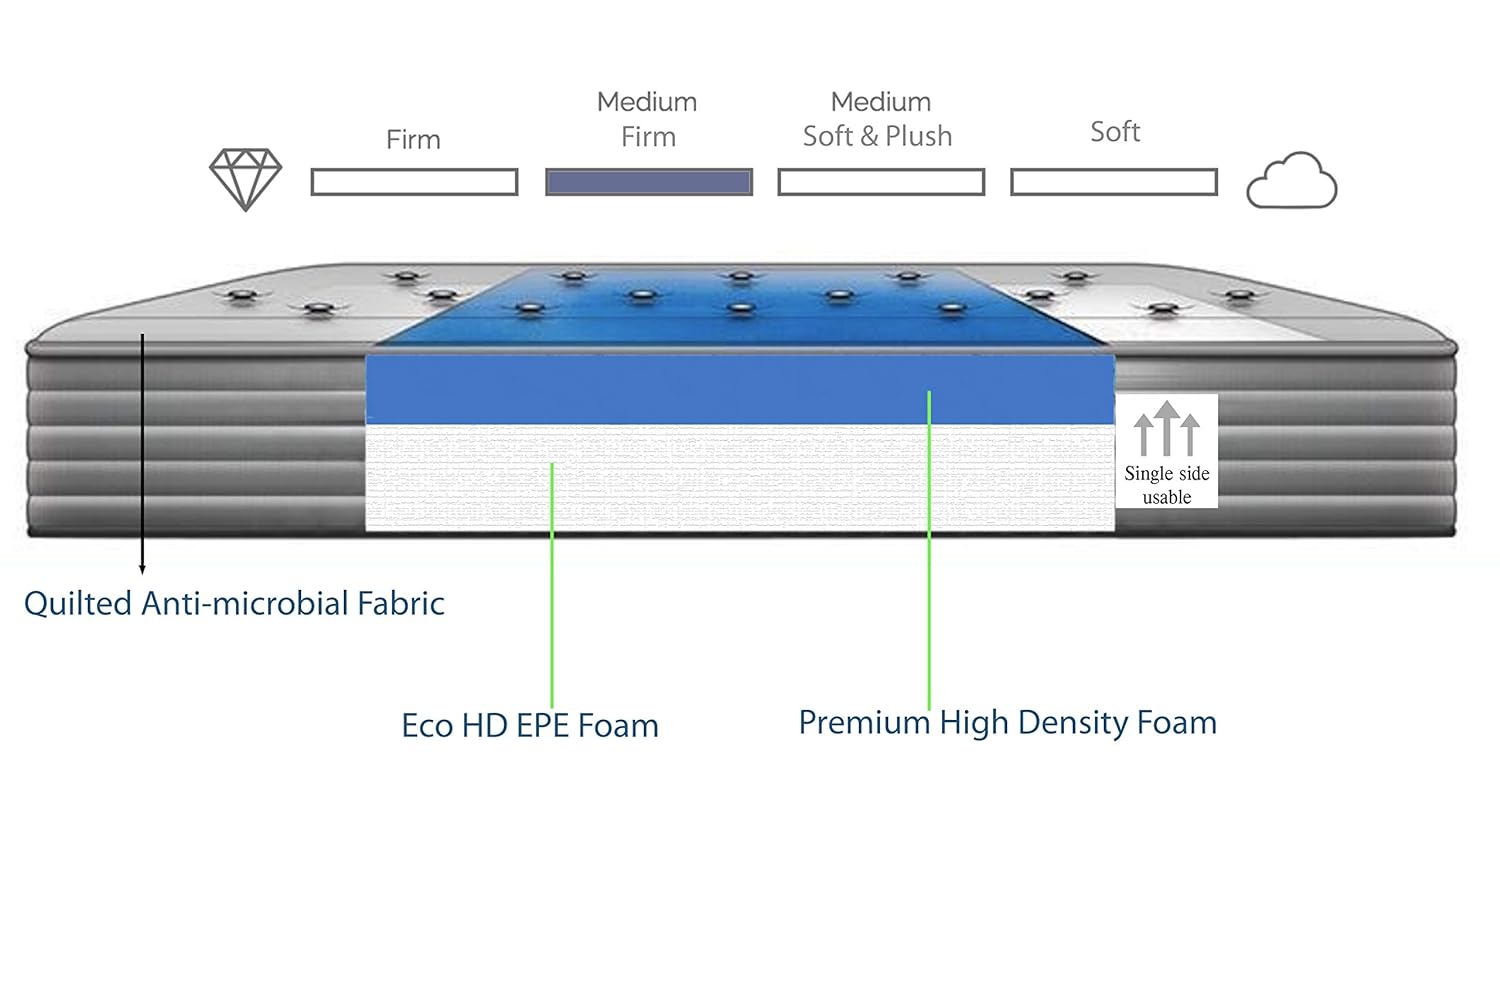 Firm
Medium
Firm
Medium
Soft & Plush
Soft
Single side
usable
Quilted Anti-microbial Fabric
Eco HD EPE Foam
Premium High Density Foam